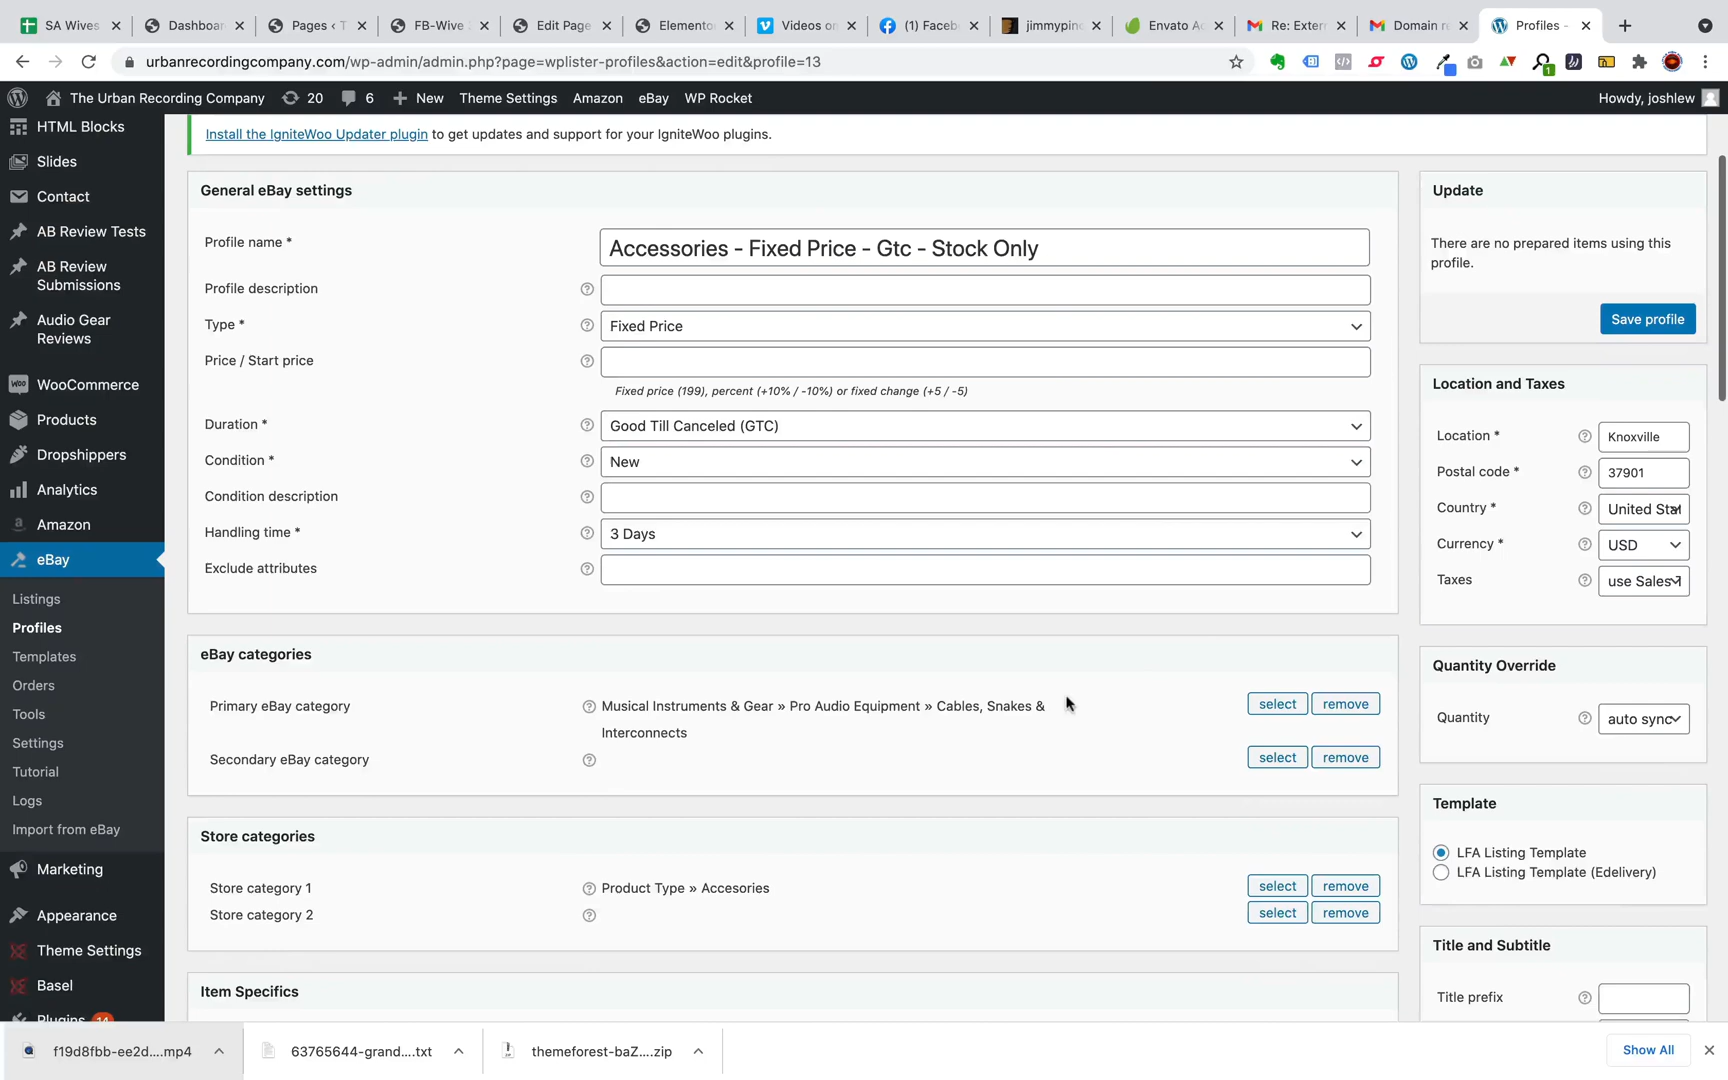 SA Wives
Dashboar
Pages ‹ T
FB-Wive
Edit Page
Elemento
Videos on
(1) Faceb
jimmypinc
Envato Ac
Re: Exter
Domain re
Profiles -
urbanrecordingcompany.com/wp-admin/admin.php?page=wplister-profiles&action=edit&profile=13
The Urban Recording Company
20
6
New
Theme Settings
Amazon
eBay
WP Rocket
Howdy, joshlew
HTML Blocks
Slides
Contact
AB Review Tests
AB Review
Submissions
Audio Gear
Reviews
WooCommerce
Products
Dropshippers
Analytics
Amazon
eBay
Listings
Profiles
Templates
Orders
Tools
Settings
Tutorial
Logs
Import from eBay
Marketing
Appearance
Theme Settings
Basel
Plugins 14
Install the IgniteWoo Updater plugin to get updates and support for your IgniteWoo plugins.
General eBay settings
Profile name *
Accessories - Fixed Price - Gtc - Stock Only
Profile description
Type *
Fixed Price
Price / Start price
Fixed price (199), percent (+10% / -10%) or fixed change (+5 / -5)
Duration *
Good Till Canceled (GTC)
Condition *
New
Condition description
Handling time *
3 Days
Exclude attributes
eBay categories
Primary eBay category
Musical Instruments & Gear » Pro Audio Equipment » Cables, Snakes &
Interconnects
select
remove
Secondary eBay category
select
remove
Store categories
Store category 1
Product Type » Accesories
select
remove
Store category 2
select
remove
Item Specifics
Update
There are no prepared items using this
profile.
Save profile
Location and Taxes
Location *
Knoxville
Postal code *
37901
Country *
United Stat
Currency *
USD
Taxes
use Sales T
Quantity Override
Quantity
auto sync
Template
LFA Listing Template
LFA Listing Template (Edelivery)
Title and Subtitle
Title prefix
f19d8fbb-ee2d....mp4
63765644-grand....txt
themeforest-baZ....zip
Show All